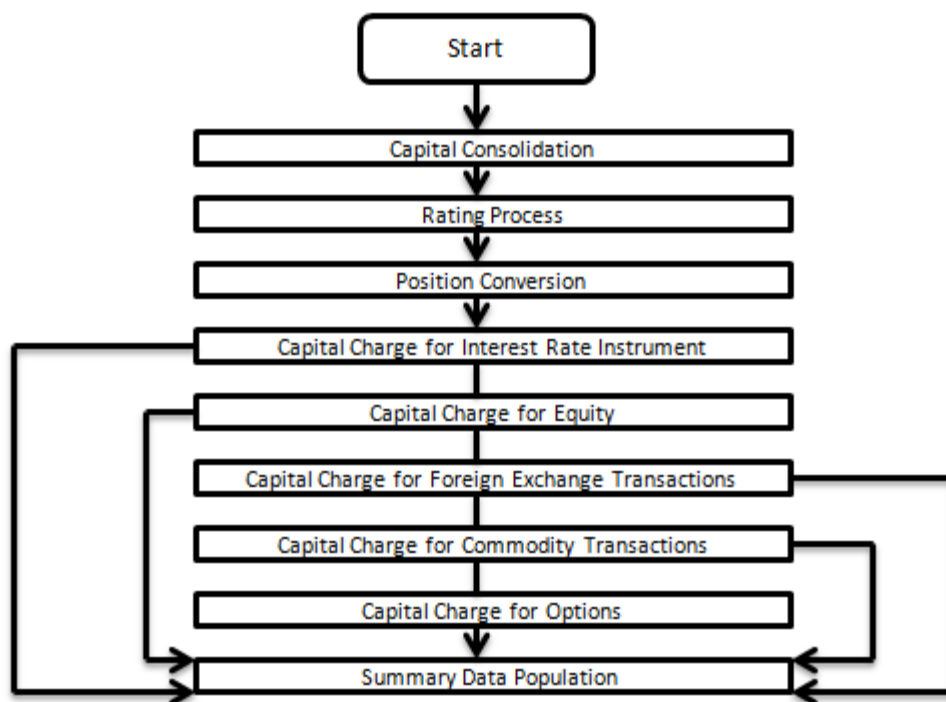 Start
Capital Consolidation
Rating Process
Position Conversion
Capital Charge for Interest Rate Instrument
Capital Charge for Equity
Capital Charge for Foreign Exchange Transactions
Capital Charge for Commodity Transactions
Capital Charge for Options
Summary Data Population